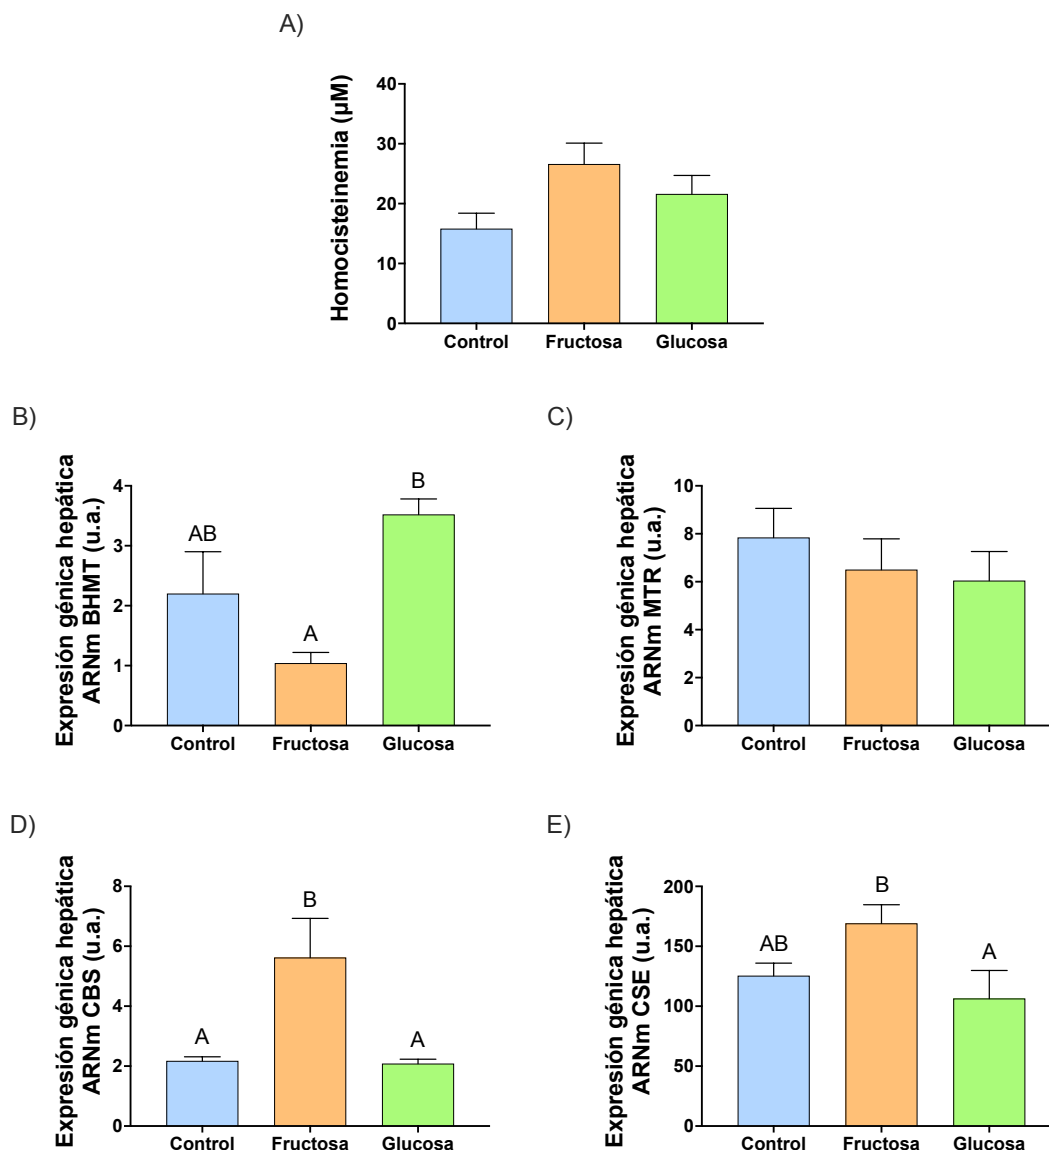 A)
Homocisteinemia (µM)
40
30
20
10
0
Control Fructosa Glucosa
B)
Expresión génica hepática
ARNm BHMT (u.a.)
4
3
2
1
0
AB
A
B
Control Fructosa Glucosa
C)
Expresión génica hepática
ARNm MTR (u.a.)
10
8
6
4
2
0
Control Fructosa Glucosa
D)
Expresión génica hepática
ARNm CBS (u.a.)
8
6
4
2
0
A
B
A
Control Fructosa Glucosa
E)
Expresión génica hepática
ARNm CSE (u.a.)
200
150
100
50
0
AB
B
A
Control Fructosa Glucosa